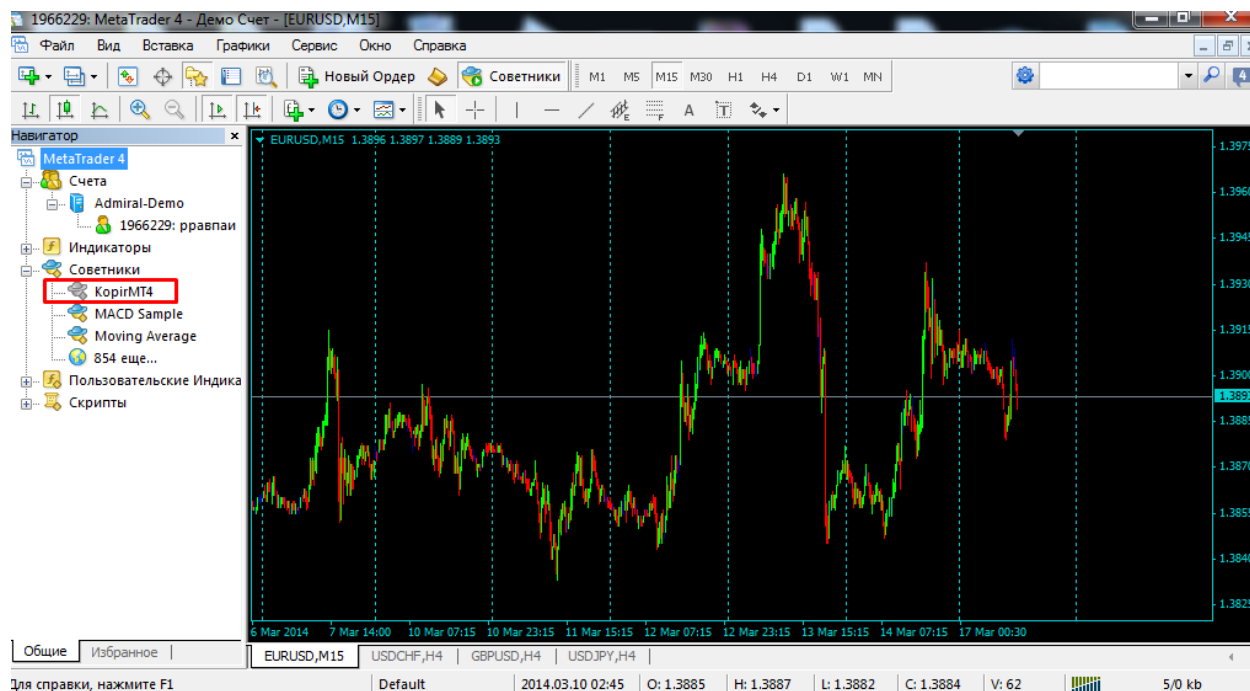 1966229: MetaTrader 4 - Демо Счет - [EURUSD,M15]
Файл Вид Вставка Графики Сервис Окно Справка
Новый Ордер Советники M1 M5 M15 M30 H1 H4 D1 W1 MN 4
E F A T
Навигатор x
MetaTrader 4
Счета
Admiral-Demo
1966229: рравпаи
Индикаторы
Советники
KopirMT4
MACD Sample
Moving Average
854 еще...
Пользовательские Индика
Скрипты
Общие Избранное
EURUSD,M15 1.3896 1.3897 1.3889 1.3893
1.3975
1.3960
1.3945
1.3930
1.3915
1.3900
1.3893
1.3885
1.3870
1.3855
1.3840
1.3825
6 Mar 2014 7 Mar 14:00 10 Mar 07:15 10 Mar 23:15 11 Mar 15:15 12 Mar 07:15 12 Mar 23:15 13 Mar 15:15 14 Mar 07:15 17 Mar 00:30
EURUSD,M15 USDCHF,H4 GBPUSD,H4 USDJPY,H4
Для справки, нажмите F1 Default 2014.03.10 02:45 O: 1.3885 H: 1.3887 L: 1.3882 C: 1.3884 V: 62 5/0 kb